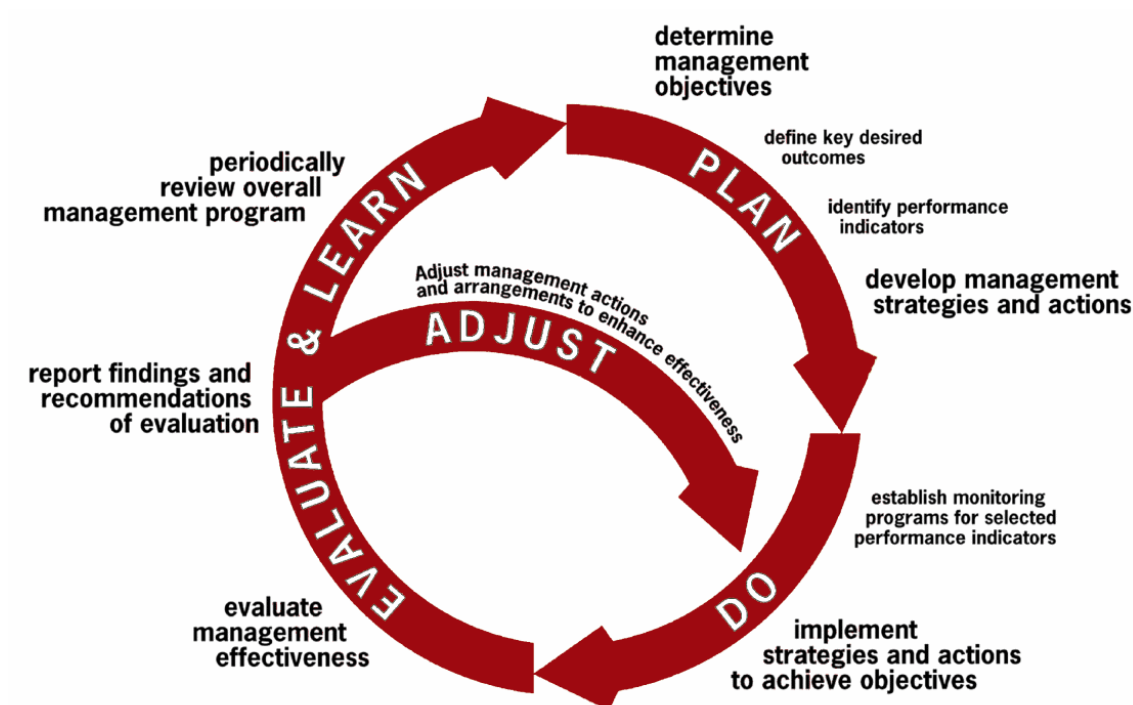 determine
management
objectives
define key desired
outcomes
PLAN
identify performance
indicators
develop management
strategies and actions
establish monitoring
programs for selected
performance indicators
DO
implement
strategies and actions
to achieve objectives
evaluate
management
effectiveness
EVALUATE & LEARN
report findings and
recommendations
of evaluation
periodically
review overall
management program
Adjust management actions
and arrangements to enhance effectiveness
ADJUST